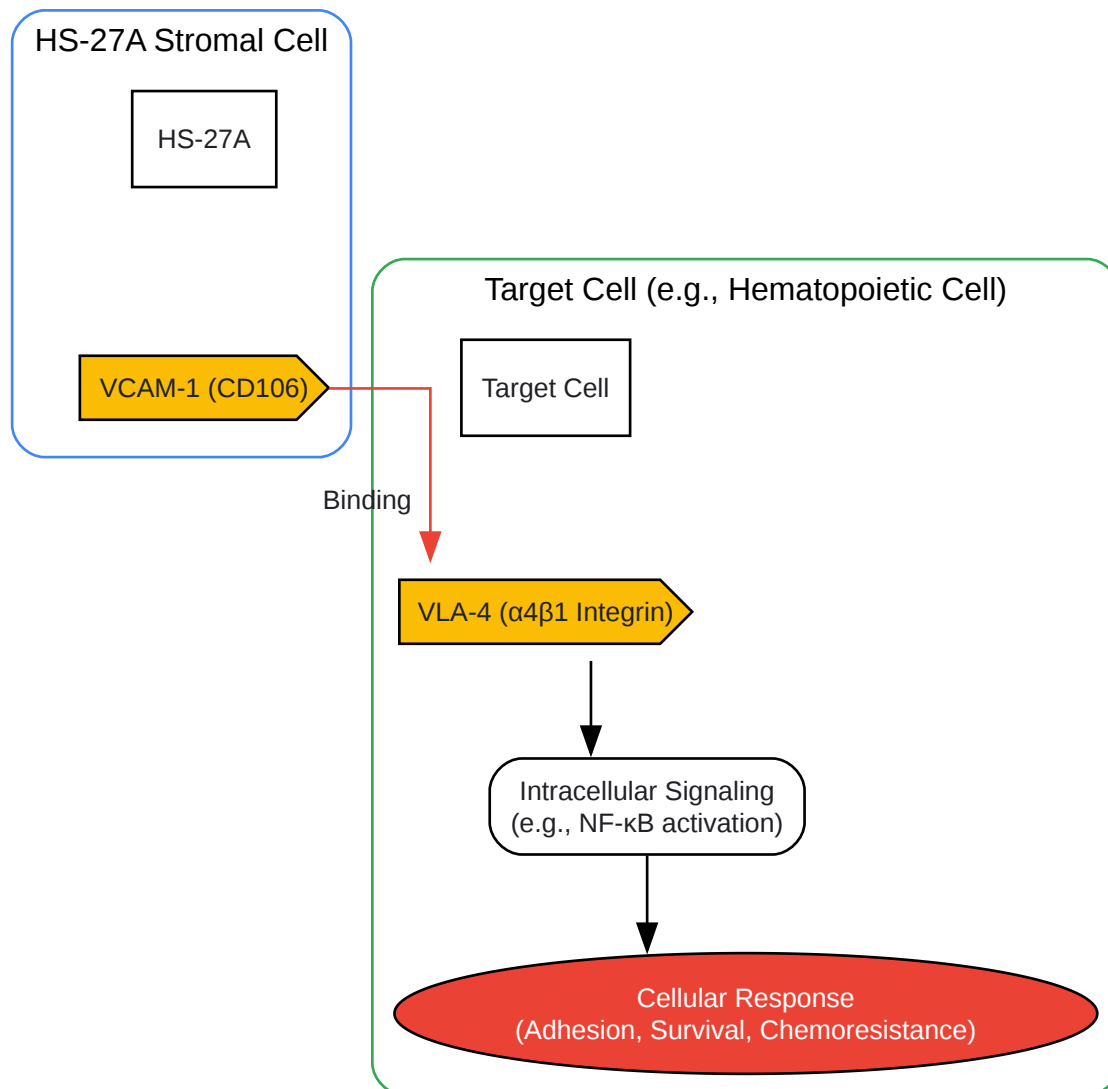 HS-27A Stromal Cell
HS-27A
VCAM-1 (CD106)
Target Cell (e.g., Hematopoietic Cell)
Target Cell
Binding
VLA-4 (α4β1 Integrin)
Intracellular Signaling
(e.g., NF-κB activation)
Cellular Response
(Adhesion, Survival, Chemoresistance)